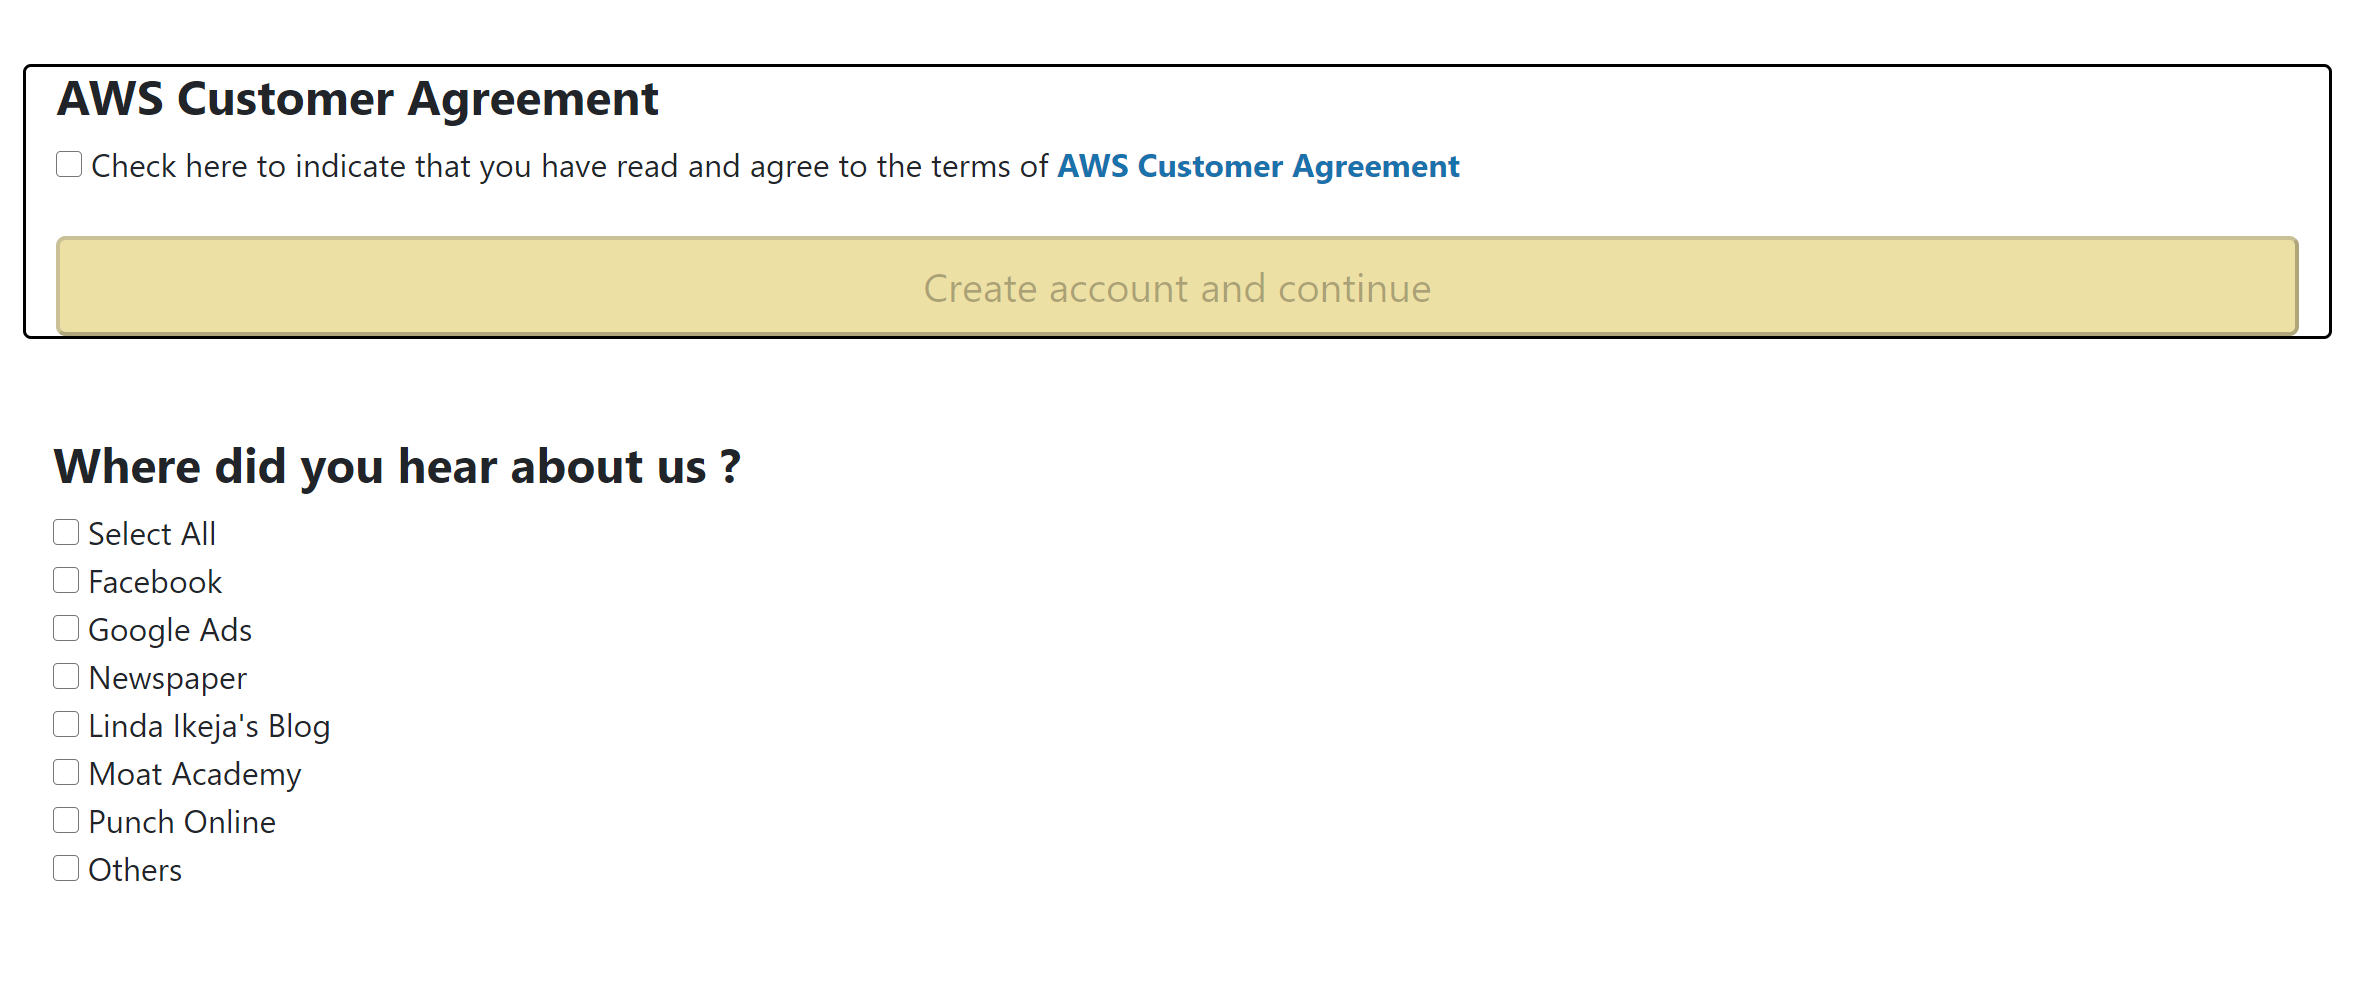 AWS Customer Agreement
Check here to indicate that you have read and agree to the terms of AWS Customer Agreement
Create account and continue
Where did you hear about us ?
Select All
Facebook
Google Ads
Newspaper
Linda Ikeja's Blog
Moat Academy
Punch Online
Others